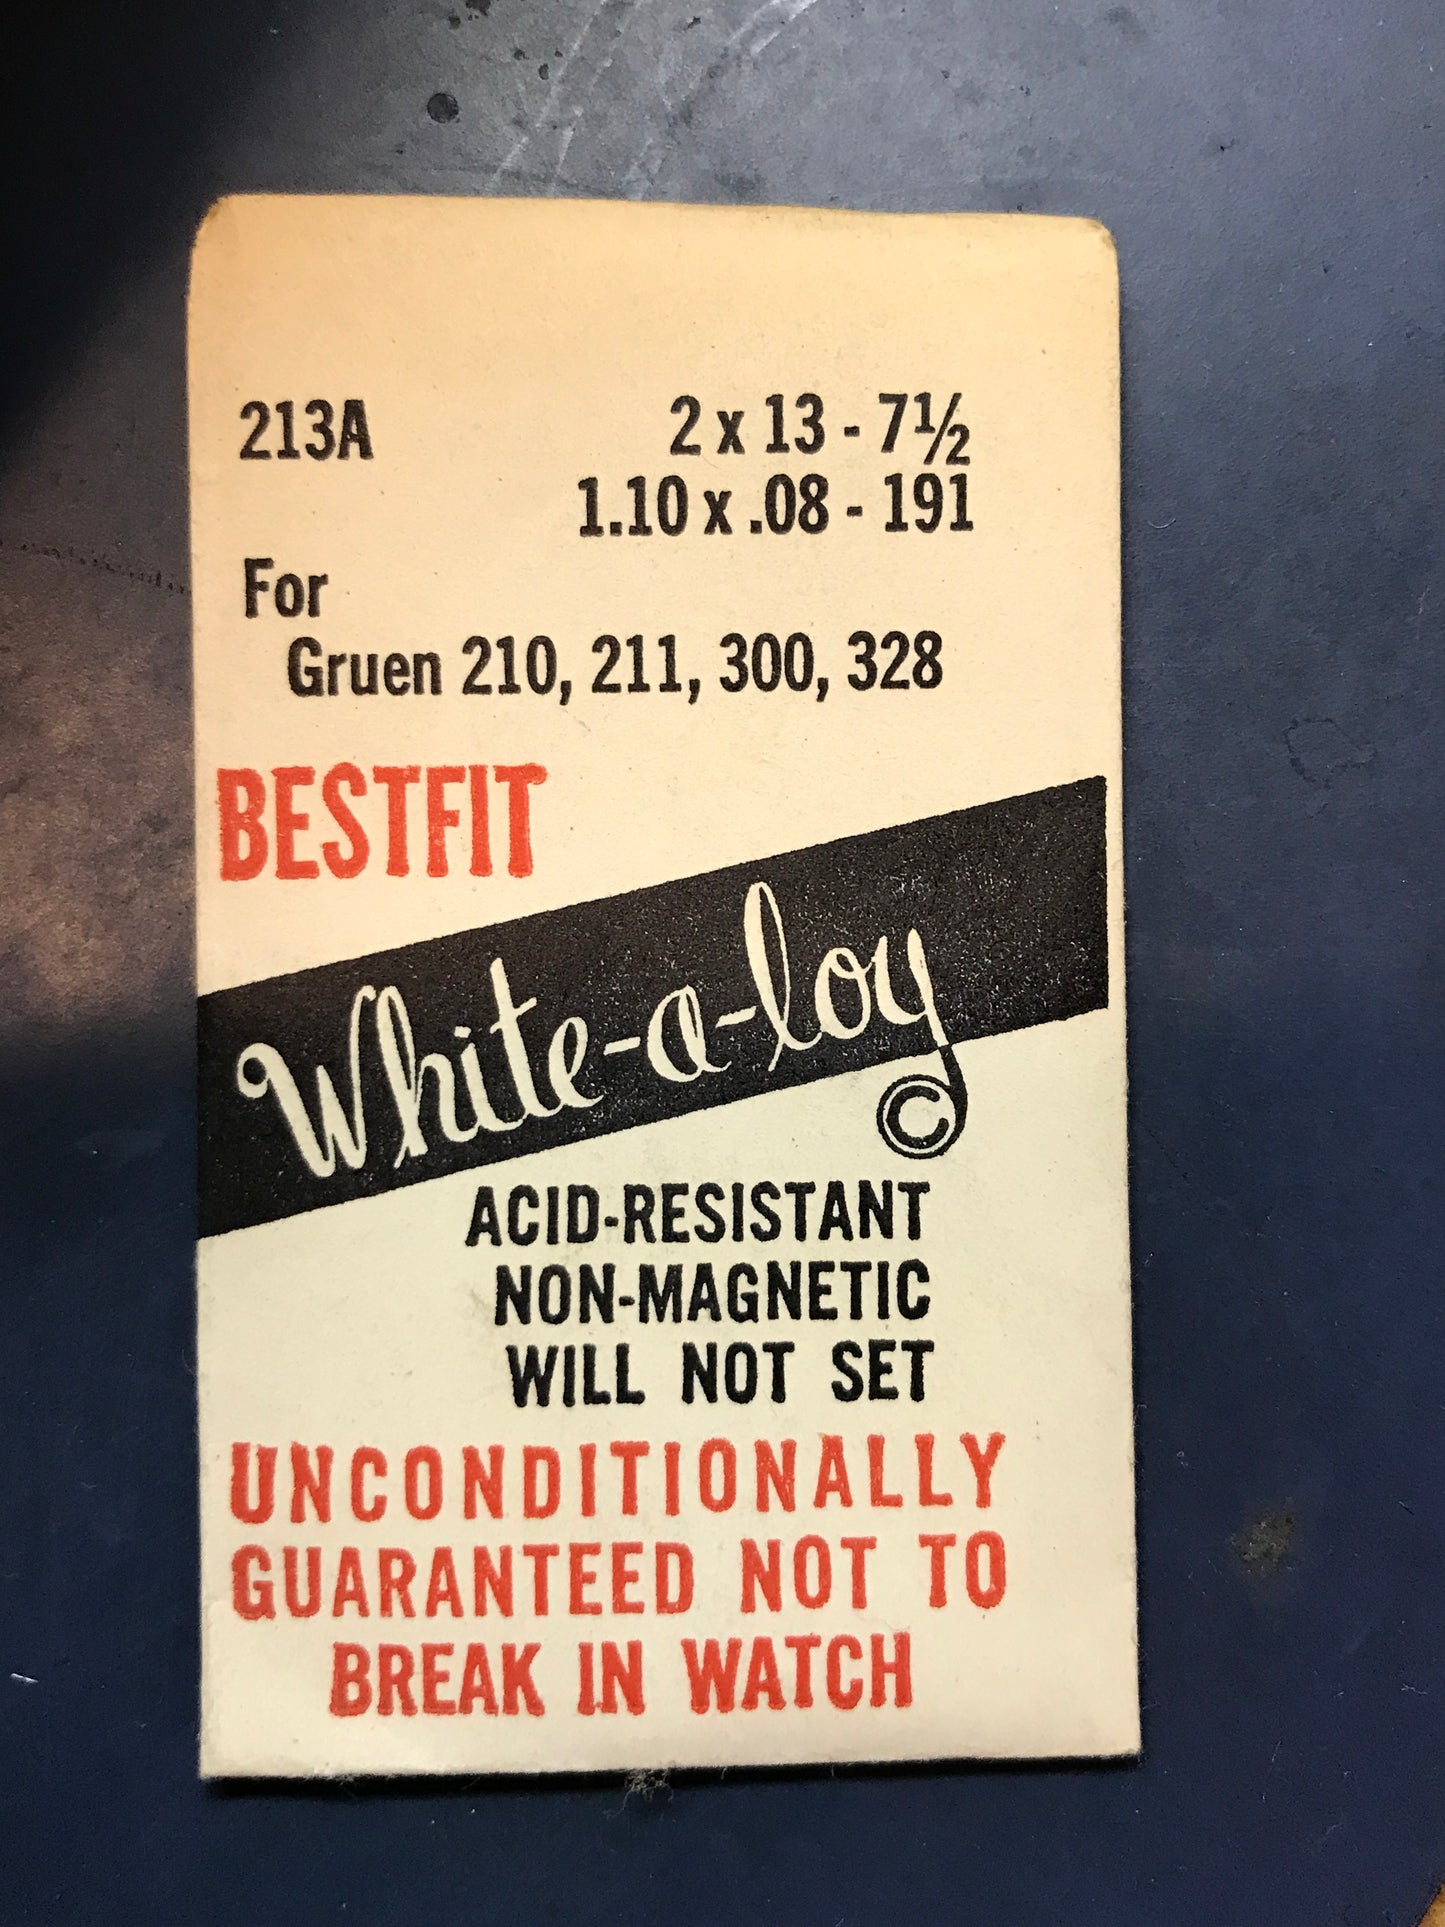 213A 2 x 13 - 7½
1.10 x .08 - 191
For
Gruen 210, 211, 300, 328
BESTFIT
White-a-loy
©
ACID-RESISTANT
NON-MAGNETIC
WILL NOT SET
UNCONDITIONALLY
GUARANTEED NOT TO
BREAK IN WATCH